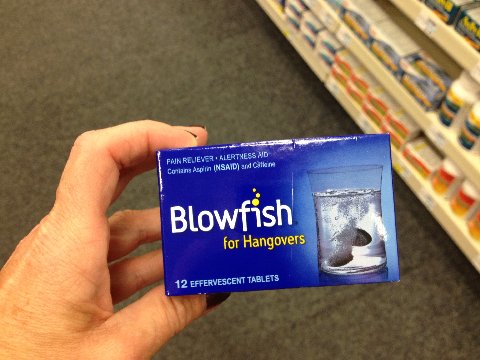 PAIN RELIEVER • ALERTNESS AID
Contains Aspirin (NSAID) and Caffeine
Blowfish®
for Hangovers
12 EFFERVESCENT TABLETS